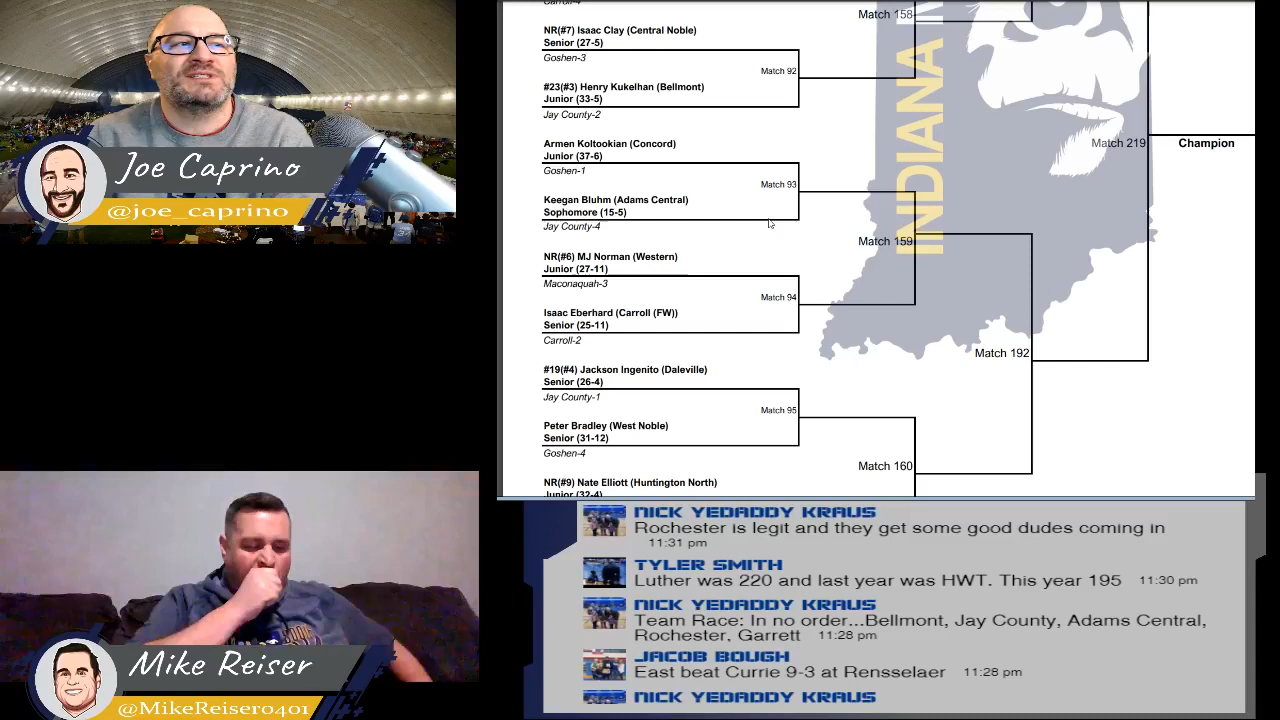 Joe Caprino
@joe_caprino
Match 158
NR(#7) Isaac Clay (Central Noble)
Senior (27-5)
Goshen-3
Match 92
#23(#3) Henry Kukelhan (Bellmont)
Junior (33-5)
Jay County-2
Armen Koltookian (Concord)
Junior (37-6)
Goshen-1
Match 93
Keegan Bluhm (Adams Central)
Sophomore (15-5)
Jay County-4
Match 159
NR(#6) MJ Norman (Western)
Junior (27-11)
Maconaquah-3
Match 94
Isaac Eberhard (Carroll (FW))
Senior (25-11)
Carroll-2
#19(#4) Jackson Ingenito (Daleville)
Senior (26-4)
Jay County-1
Match 95
Peter Bradley (West Noble)
Senior (31-12)
Goshen-4
Match 160
NR(#9) Nate Elliott (Huntington North)
Junior (32-4)
Match 192
Match 219
Champion
INDIANA
Mike Reiser
@MikeReiser0401
NICK YEDADDY KRAUS
Rochester is legit and they get some good dudes coming in
11:31 pm
TYLER SMITH
Luther was 220 and last year was HWT. This year 195 11:30 pm
NICK YEDADDY KRAUS
Team Race: In no order...Bellmont, Jay County, Adams Central,
Rochester, Garrett 11:28 pm
JACOB BOUGH
East beat Currie 9-3 at Rensselaer 11:28 pm
NICK YEDADDY KRAUS